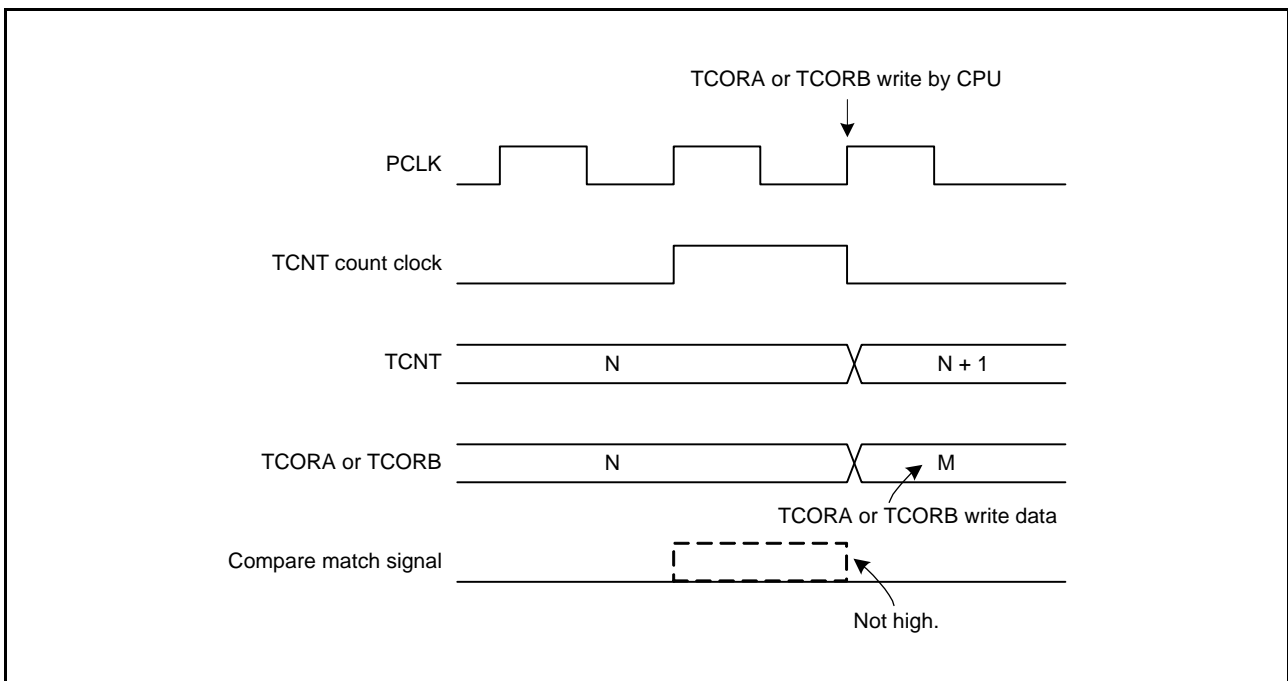 TCORA or TCORB write by CPU
PCLK
TCNT count clock
TCNT N N + 1
TCORA or TCORB N M
TCORA or TCORB write data
Compare match signal
Not high.